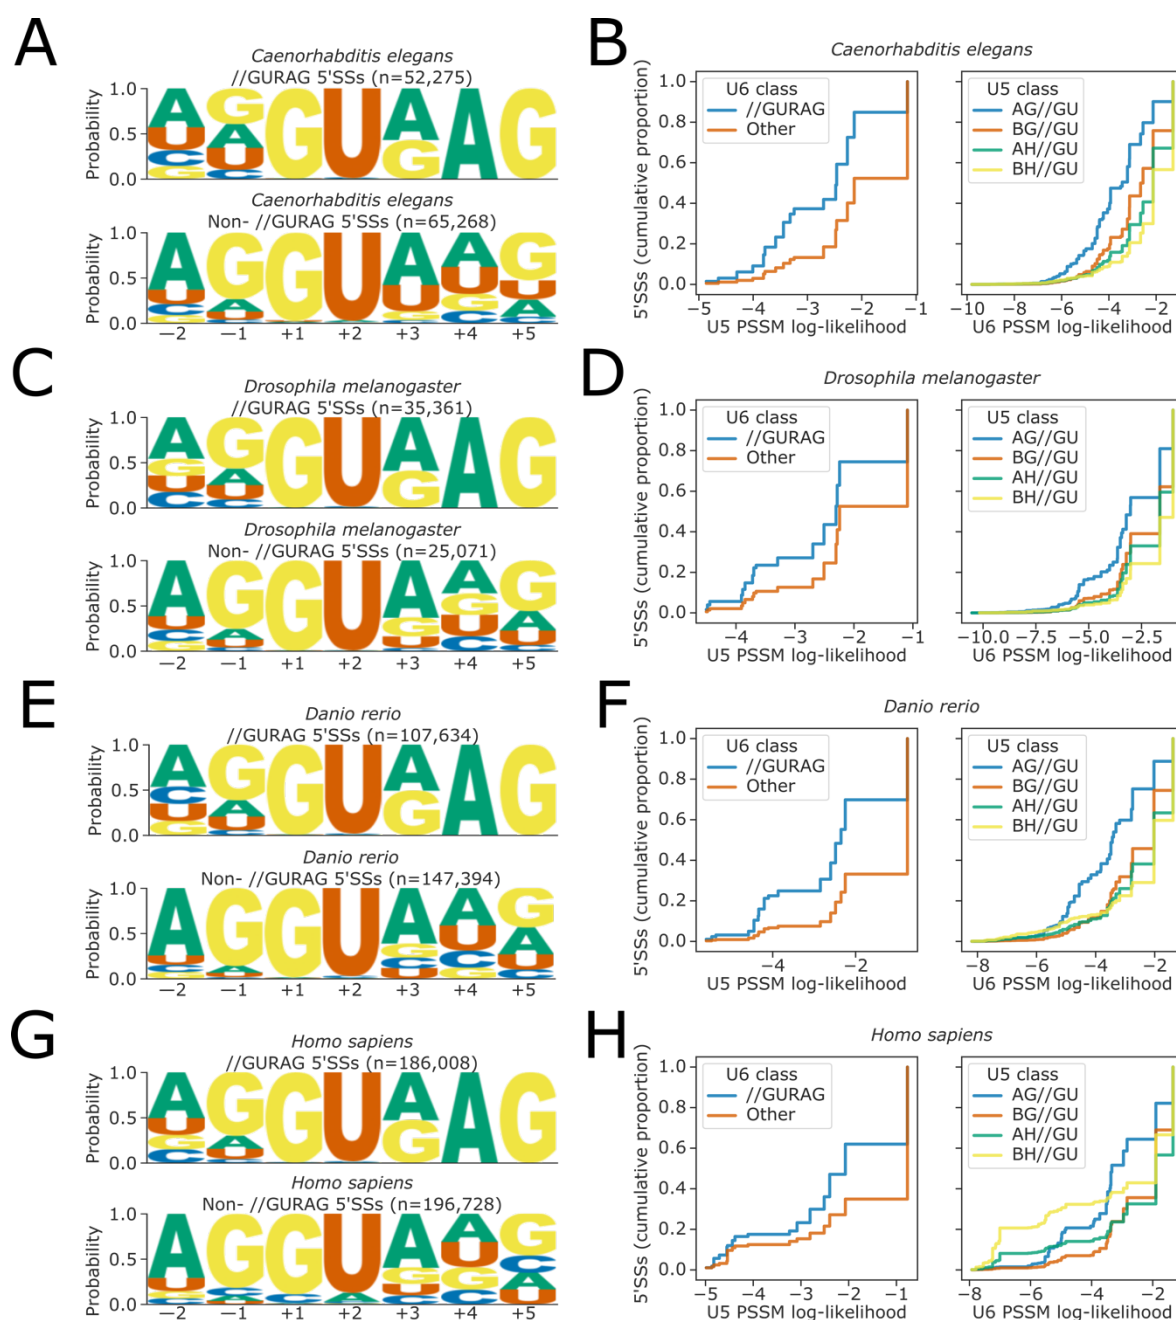 A
Caenorhabditis elegans
//GURAG 5'SSs (n=52,275)
Probability
1.0
0.5
0.0
Caenorhabditis elegans
Non- //GURAG 5'SSs (n=65,268)
Probability
1.0
0.5
0.0
−2 −1 +1 +2 +3 +4 +5
B
Caenorhabditis elegans
5'SSs (cumulative proportion)
1.0
0.8
0.6
0.4
0.2
0.0
U6 class
//GURAG
Other
−5 −4 −3 −2 −1
U5 PSSM log-likelihood
U5 class
AG//GU
BG//GU
AH//GU
BH//GU
−10 −8 −6 −4 −2
U6 PSSM log-likelihood
C
Drosophila melanogaster
//GURAG 5'SSs (n=35,361)
Probability
1.0
0.5
0.0
Drosophila melanogaster
Non- //GURAG 5'SSs (n=25,071)
Probability
1.0
0.5
0.0
−2 −1 +1 +2 +3 +4 +5
D
Drosophila melanogaster
5'SSs (cumulative proportion)
1.0
0.8
0.6
0.4
0.2
0.0
U6 class
//GURAG
Other
−4 −3 −2 −1
U5 PSSM log-likelihood
U5 class
AG//GU
BG//GU
AH//GU
BH//GU
−10.0 −7.5 −5.0 −2.5
U6 PSSM log-likelihood
E
Danio rerio
//GURAG 5'SSs (n=107,634)
Probability
1.0
0.5
0.0
Danio rerio
Non- //GURAG 5'SSs (n=147,394)
Probability
1.0
0.5
0.0
−2 −1 +1 +2 +3 +4 +5
F
Danio rerio
5'SSs (cumulative proportion)
1.0
0.8
0.6
0.4
0.2
0.0
U6 class
//GURAG
Other
−4 −2
U5 PSSM log-likelihood
U5 class
AG//GU
BG//GU
AH//GU
BH//GU
−8 −6 −4 −2
U6 PSSM log-likelihood
G
Homo sapiens
//GURAG 5'SSs (n=186,008)
Probability
1.0
0.5
0.0
Homo sapiens
Non- //GURAG 5'SSs (n=196,728)
Probability
1.0
0.5
0.0
−2 −1 +1 +2 +3 +4 +5
H
Homo sapiens
5'SSs (cumulative proportion)
1.0
0.8
0.6
0.4
0.2
0.0
U6 class
//GURAG
Other
−5 −4 −3 −2 −1
U5 PSSM log-likelihood
U5 class
AG//GU
BG//GU
AH//GU
BH//GU
−8 −6 −4 −2
U6 PSSM log-likelihood